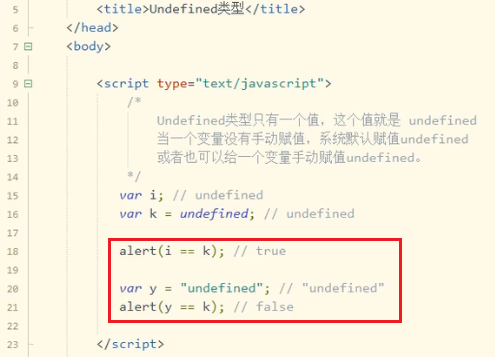 5 <title>Undefined类型</title>
6 </head>
7 <body>
8
9 <script type="text/javascript">
10 /*
11 Undefined类型只有一个值，这个值就是 undefined
12 当一个变量没有手动赋值，系统默认赋值undefined
13 或者也可以给一个变量手动赋值undefined。
14 */
15 var i; // undefined
16 var k = undefined; // undefined
17
18 alert(i == k); // true
19
20 var y = "undefined"; // "undefined"
21 alert(y == k); // false
22
23 </script>